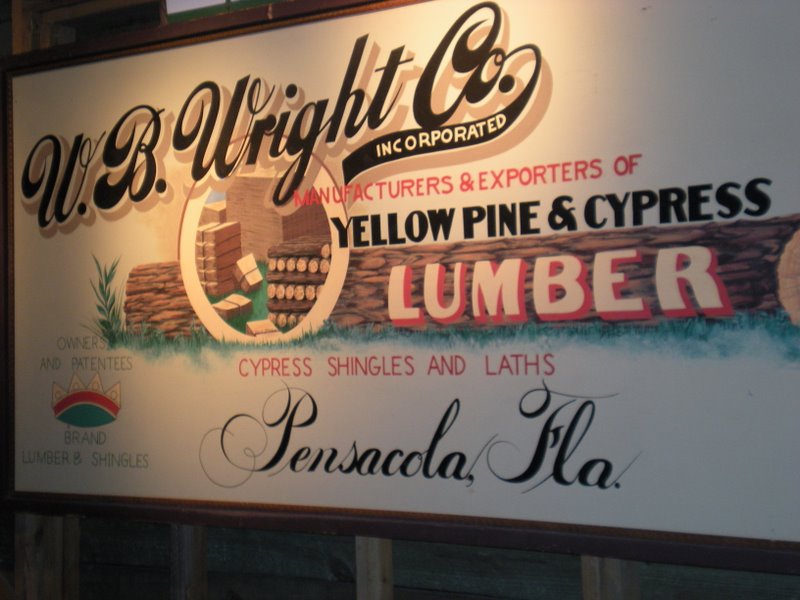 W. B. Wright Co.
INCORPORATED
MANUFACTURERS & EXPORTERS OF
YELLOW PINE & CYPRESS
LUMBER
CYPRESS SHINGLES AND LATHS
Pensacola, Fla.
OWNERS
AND PATENTEES
BRAND
LUMBER & SHINGLES